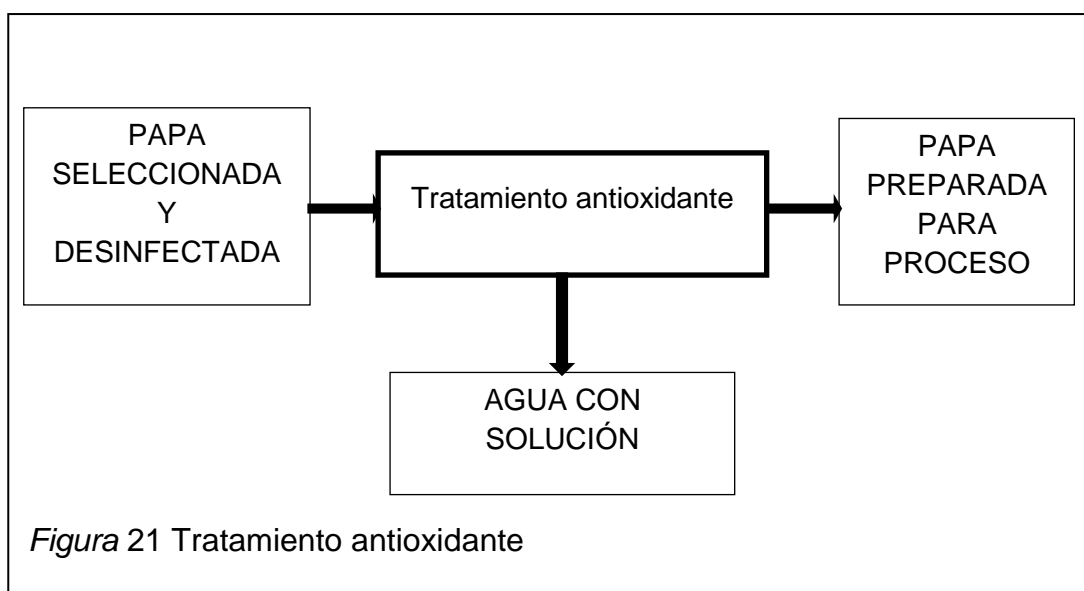 PAPA
SELECCIONADA
Y
DESINFECTADA
Tratamiento antioxidante
PAPA
PREPARADA
PARA
PROCESO
AGUA CON
SOLUCIÓN
Figura 21 Tratamiento antioxidante